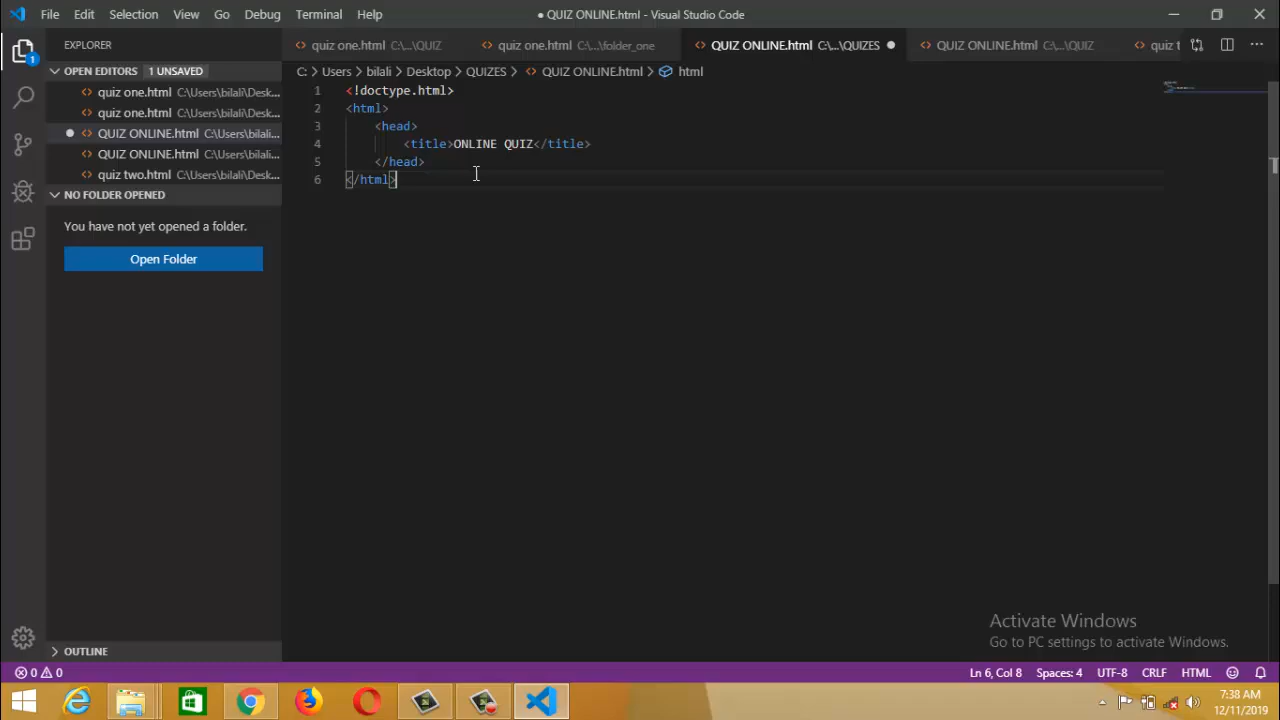 File Edit Selection View Go Debug Terminal Help
● QUIZ ONLINE.html - Visual Studio Code
EXPLORER
quiz one.html C:\...\QUIZ
quiz one.html C:\...\folder_one
QUIZ ONLINE.html C:\...\QUIZES
QUIZ ONLINE.html C:\...\QUIZ
quiz t
OPEN EDITORS 1 UNSAVED
quiz one.html C:\Users\bilali\Desk...
quiz one.html C:\Users\bilali\Desk...
QUIZ ONLINE.html C:\Users\bilali...
QUIZ ONLINE.html C:\Users\bilali...
quiz two.html C:\Users\bilali\Desk...
NO FOLDER OPENED
You have not yet opened a folder.
Open Folder
OUTLINE
C: > Users > bilali > Desktop > QUIZES > QUIZ ONLINE.html > html
1 <!doctype.html>
2 <html>
3 <head>
4 <title>ONLINE QUIZ</title>
5 </head>
6 </html>
Activate Windows
Go to PC settings to activate Windows.
0 0
Ln 6, Col 8 Spaces: 4 UTF-8 CRLF HTML
1
7:38 AM
12/11/2019